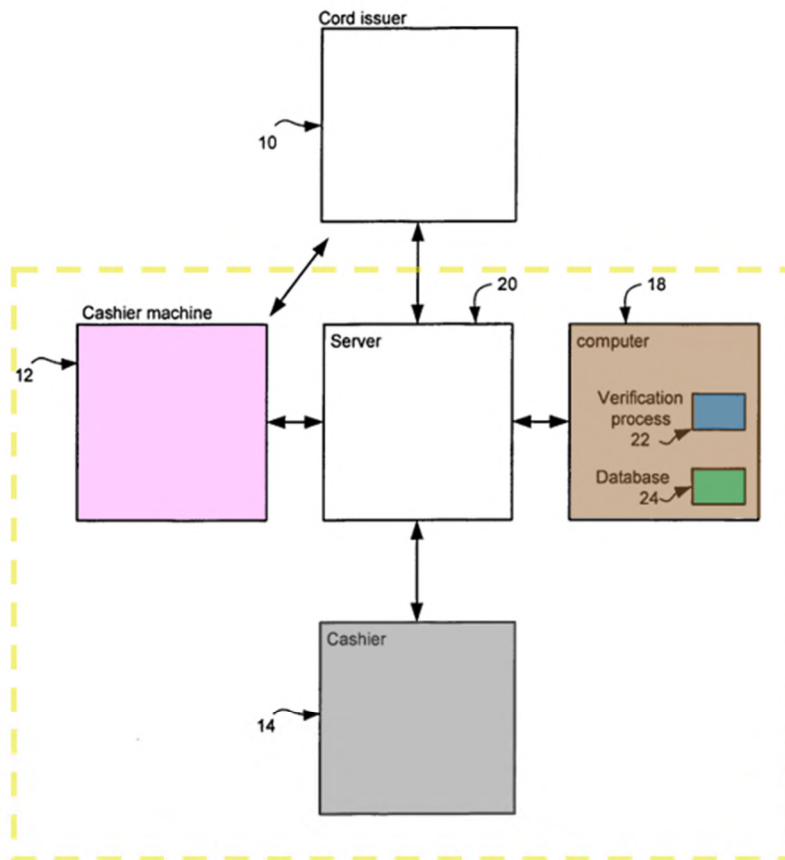 Cord issuer
10
20
18
Cashier machine
12
Server
computer
Verification
process
22
Database
24
Cashier
14